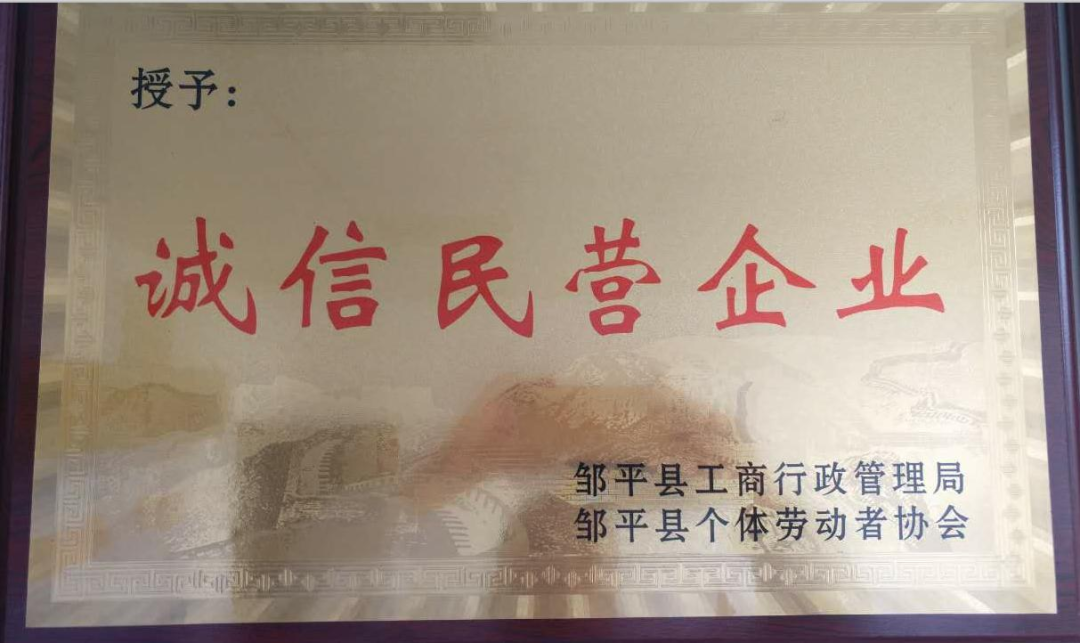 授予：
诚信民营企业
邹平县工商行政管理局
邹平县个体劳动者协会